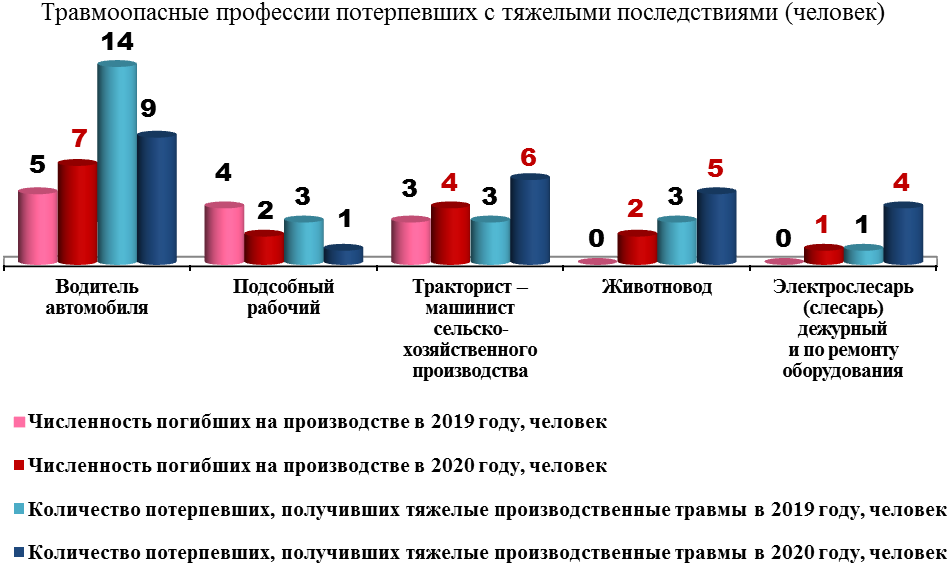 Травмоопасные профессии потерпевших с тяжелыми последствиями (человек)
5
7
14
9
4
2
3
1
3
4
3
6
0
2
3
5
0
1
1
4
Водитель
автомобиля
Подсобный
рабочий
Тракторист –
машинист
сельско-
хозяйственного
производства
Животновод
Электрослесарь
(слесарь)
дежурный
и по ремонту
оборудования
Численность погибших на производстве в 2019 году, человек
Численность погибших на производстве в 2020 году, человек
Количество потерпевших, получивших тяжелые производственные травмы в 2019 году, человек
Количество потерпевших, получивших тяжелые производственные травмы в 2020 году, человек